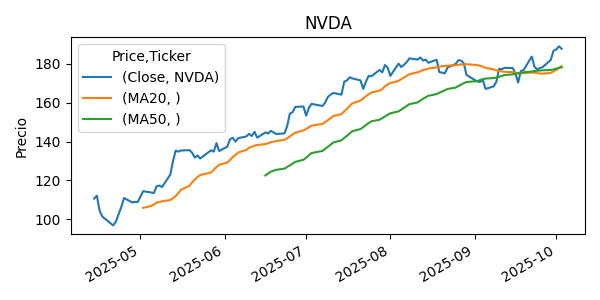 NVDA
Price,Ticker
(Close, NVDA)
(MA20, )
(MA50, )
Precio
180
160
140
120
100
2025-05
2025-06
2025-07
2025-08
2025-09
2025-10